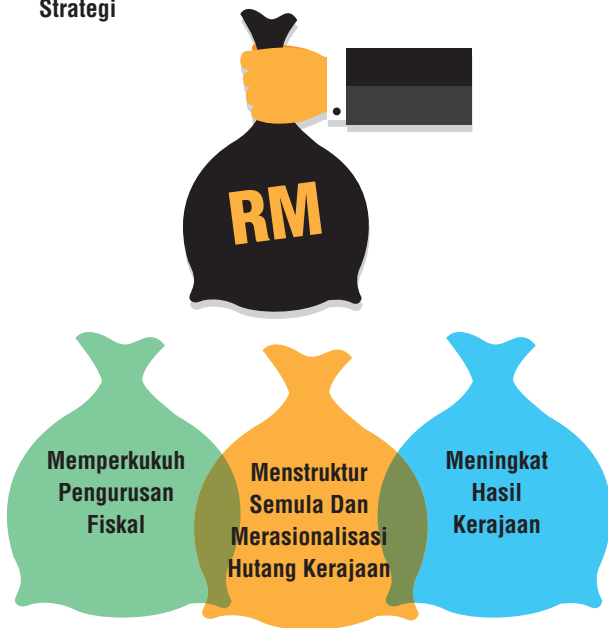 Strategi
RM
Memperkukuh
Pengurusan
Fiskal
Menstruktur
Semula Dan
Merasionalisasi
Hutang Kerajaan
Meningkat
Hasil
Kerajaan